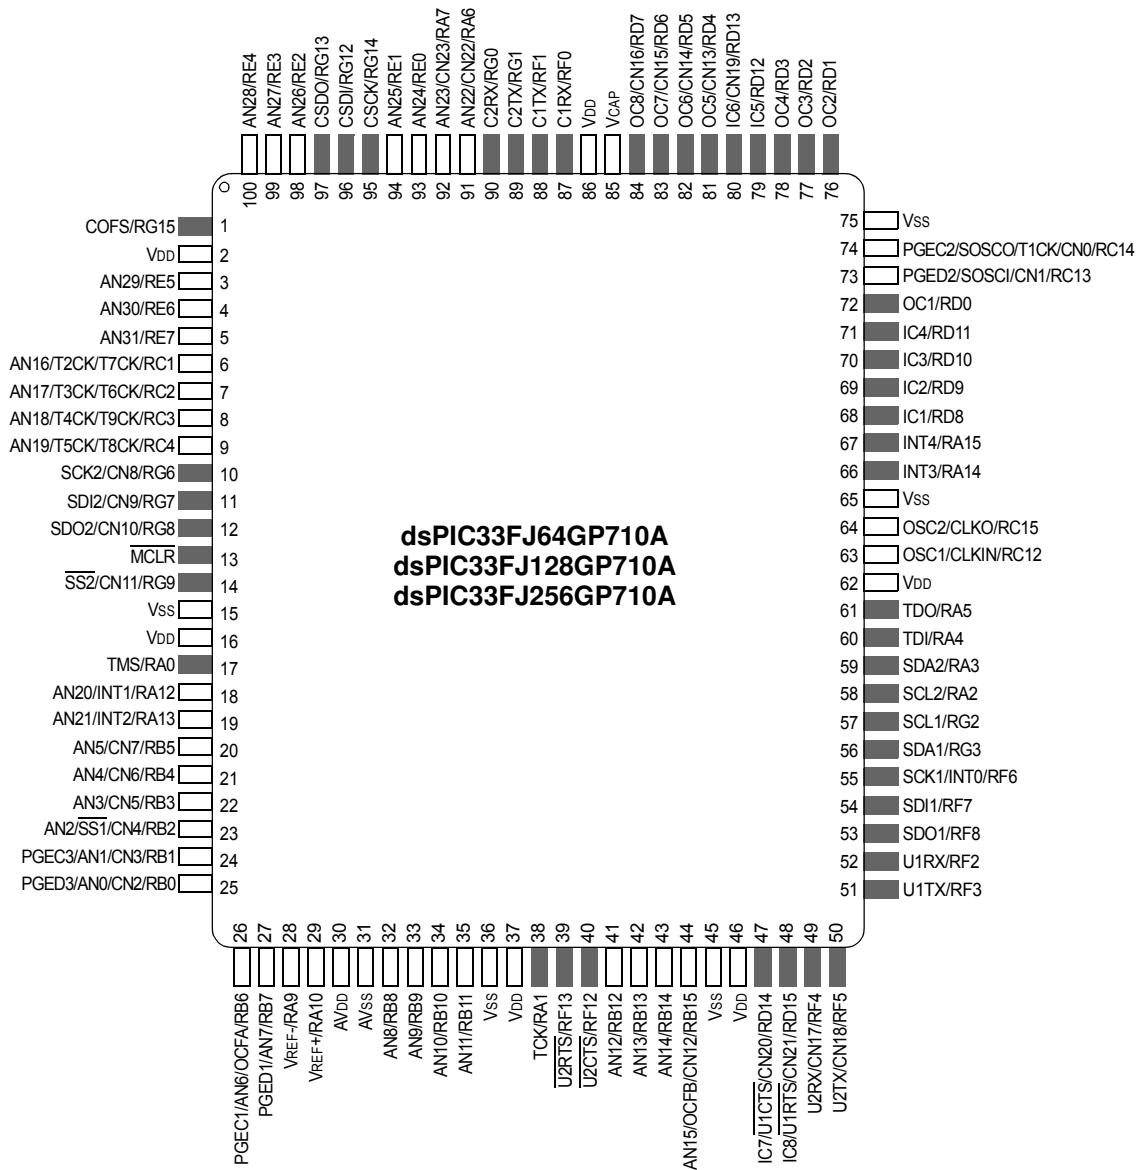 AN28/RE4
AN27/RE3
AN26/RE2
CSDO/RG13
CSDI/RG12
CSCK/RG14
AN25/RE1
AN24/RE0
AN23/CN23/RA7
AN22/CN22/RA6
C2RX/RG0
C2TX/RG1
C1TX/RF1
C1RX/RF0
VDD
VCAP
OC8/CN16/RD7
OC7/CN15/RD6
OC6/CN14/RD5
OC5/CN13/RD4
IC6/CN19/RD13
IC5/RD12
OC4/RD3
OC3/RD2
OC2/RD1
100
99
98
97
96
95
94
93
92
91
90
89
88
87
86
85
84
83
82
81
80
79
78
77
76
COFS/RG15 1
VDD 2
AN29/RE5 3
AN30/RE6 4
AN31/RE7 5
AN16/T2CK/T7CK/RC1 6
AN17/T3CK/T6CK/RC2 7
AN18/T4CK/T9CK/RC3 8
AN19/T5CK/T8CK/RC4 9
SCK2/CN8/RG6 10
SDI2/CN9/RG7 11
SDO2/CN10/RG8 12
MCLR 13
SS2/CN11/RG9 14
VSS 15
VDD 16
TMS/RA0 17
AN20/INT1/RA12 18
AN21/INT2/RA13 19
AN5/CN7/RB5 20
AN4/CN6/RB4 21
AN3/CN5/RB3 22
AN2/SS1/CN4/RB2 23
PGEC3/AN1/CN3/RB1 24
PGED3/AN0/CN2/RB0 25
dsPIC33FJ64GP710A
dsPIC33FJ128GP710A
dsPIC33FJ256GP710A
75 VSS
74 PGEC2/SOSCO/T1CK/CN0/RC14
73 PGED2/SOSCI/CN1/RC13
72 OC1/RD0
71 IC4/RD11
70 IC3/RD10
69 IC2/RD9
68 IC1/RD8
67 INT4/RA15
66 INT3/RA14
65 VSS
64 OSC2/CLKO/RC15
63 OSC1/CLKIN/RC12
62 VDD
61 TDO/RA5
60 TDI/RA4
59 SDA2/RA3
58 SCL2/RA2
57 SCL1/RG2
56 SDA1/RG3
55 SCK1/INT0/RF6
54 SDI1/RF7
53 SDO1/RF8
52 U1RX/RF2
51 U1TX/RF3
26
27
28
29
30
31
32
33
34
35
36
37
38
39
40
41
42
43
44
45
46
47
48
49
50
PGEC1/AN6/OCFA/RB6
PGED1/AN7/RB7
VREF-/RA9
VREF+/RA10
AVDD
AVSS
AN8/RB8
AN9/RB9
AN10/RB10
AN11/RB11
VSS
VDD
TCK/RA1
U2RTS/RF13
U2CTS/RF12
AN12/RB12
AN13/RB13
AN14/RB14
AN15/OCFB/CN12/RB15
VSS
VDD
IC7/U1CTS/CN20/RD14
IC8/U1RTS/CN21/RD15
U2RX/CN17/RF4
U2TX/CN18/RF5